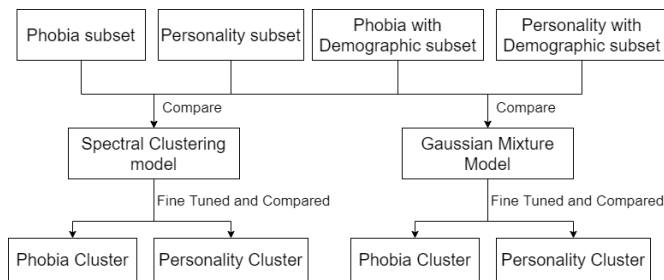 Phobia subset
Personality subset
Phobia with
Demographic subset
Personality with
Demographic subset
Compare
Compare
Spectral Clustering
model
Gaussian Mixture
Model
Fine Tuned and Compared
Fine Tuned and Compared
Phobia Cluster
Personality Cluster
Phobia Cluster
Personality Cluster